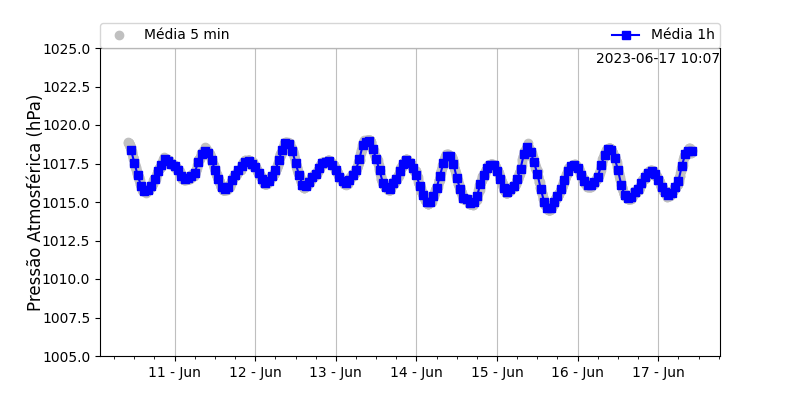 Média 5 min
Média 1h
2023-06-17 10:07
Pressão Atmosférica (hPa)
1025.0
1022.5
1020.0
1017.5
1015.0
1012.5
1010.0
1007.5
1005.0
11 - Jun
12 - Jun
13 - Jun
14 - Jun
15 - Jun
16 - Jun
17 - Jun